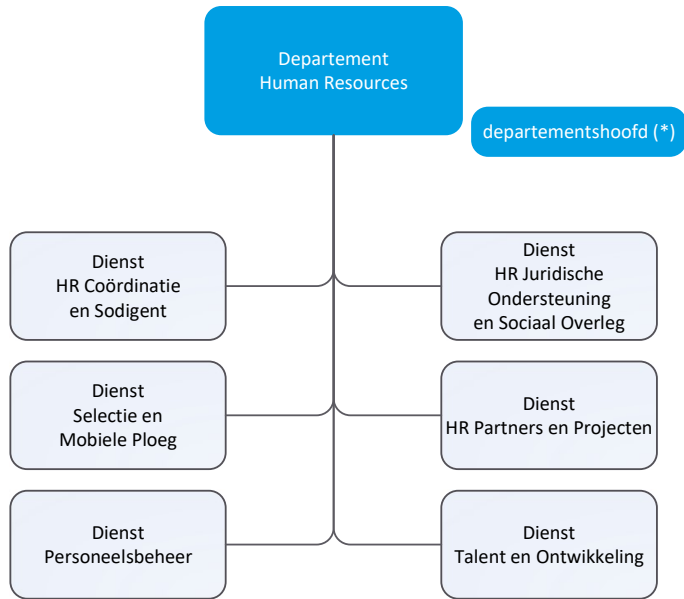 Departement
Human Resources
departementshoofd (*)
Dienst
HR Coördinatie
en Sodigent
Dienst
HR Juridische
Ondersteuning
en Sociaal Overleg
Dienst
Selectie en
Mobiele Ploeg
Dienst
HR Partners en Projecten
Dienst
Personeelsbeheer
Dienst
Talent en Ontwikkeling